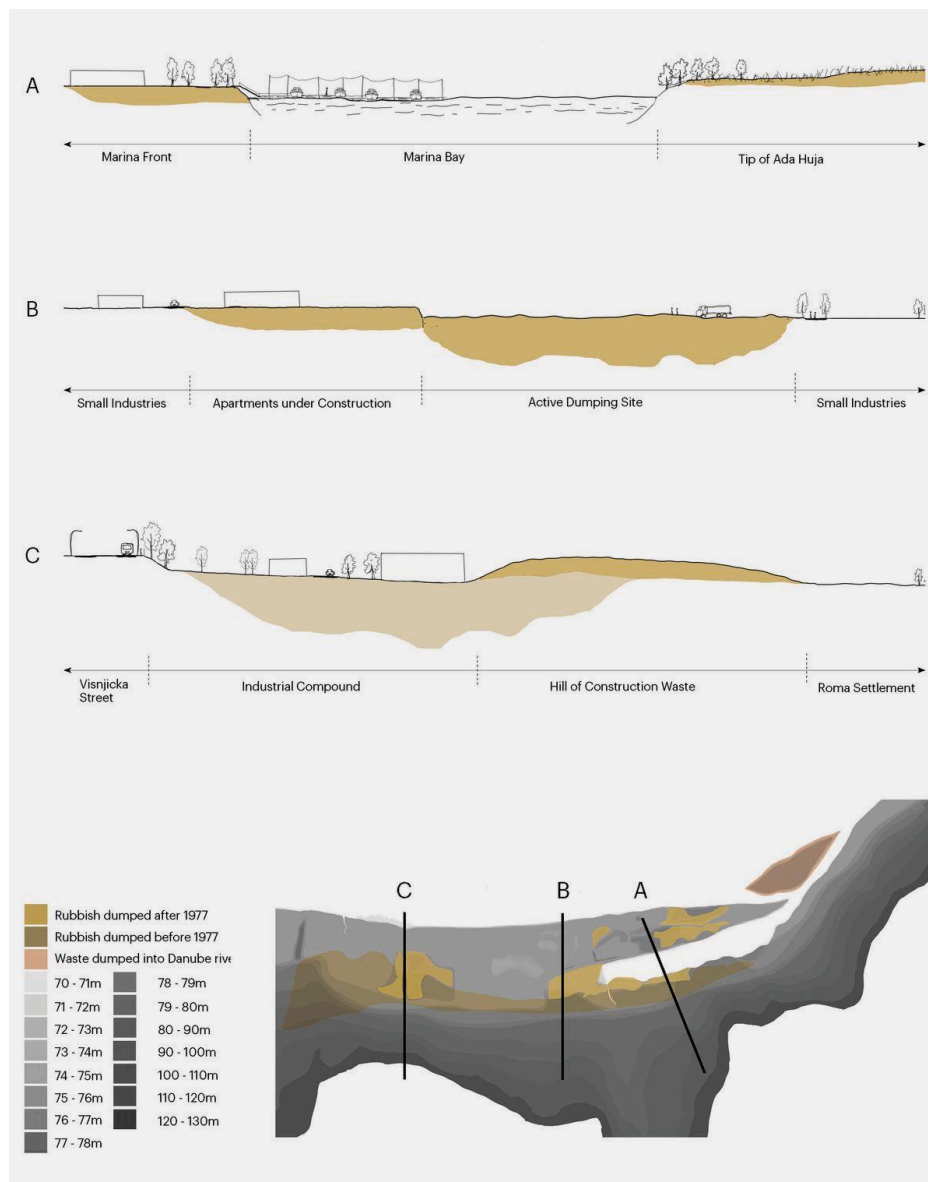 A
Marina Front
Marina Bay
Tip of Ada Huja
B
Small Industries
Apartments under Construction
Active Dumping Site
Small Industries
C
Visnjicka
Street
Industrial Compound
Hill of Construction Waste
Roma Settlement
C
B
A
Rubbish dumped after 1977
Rubbish dumped before 1977
Waste dumped into Danube rive
70 - 71m
71 - 72m
72 - 73m
73 - 74m
74 - 75m
75 - 76m
76 - 77m
77 - 78m
78 - 79m
79 - 80m
80 - 90m
90 - 100m
100 - 110m
110 - 120m
120 - 130m